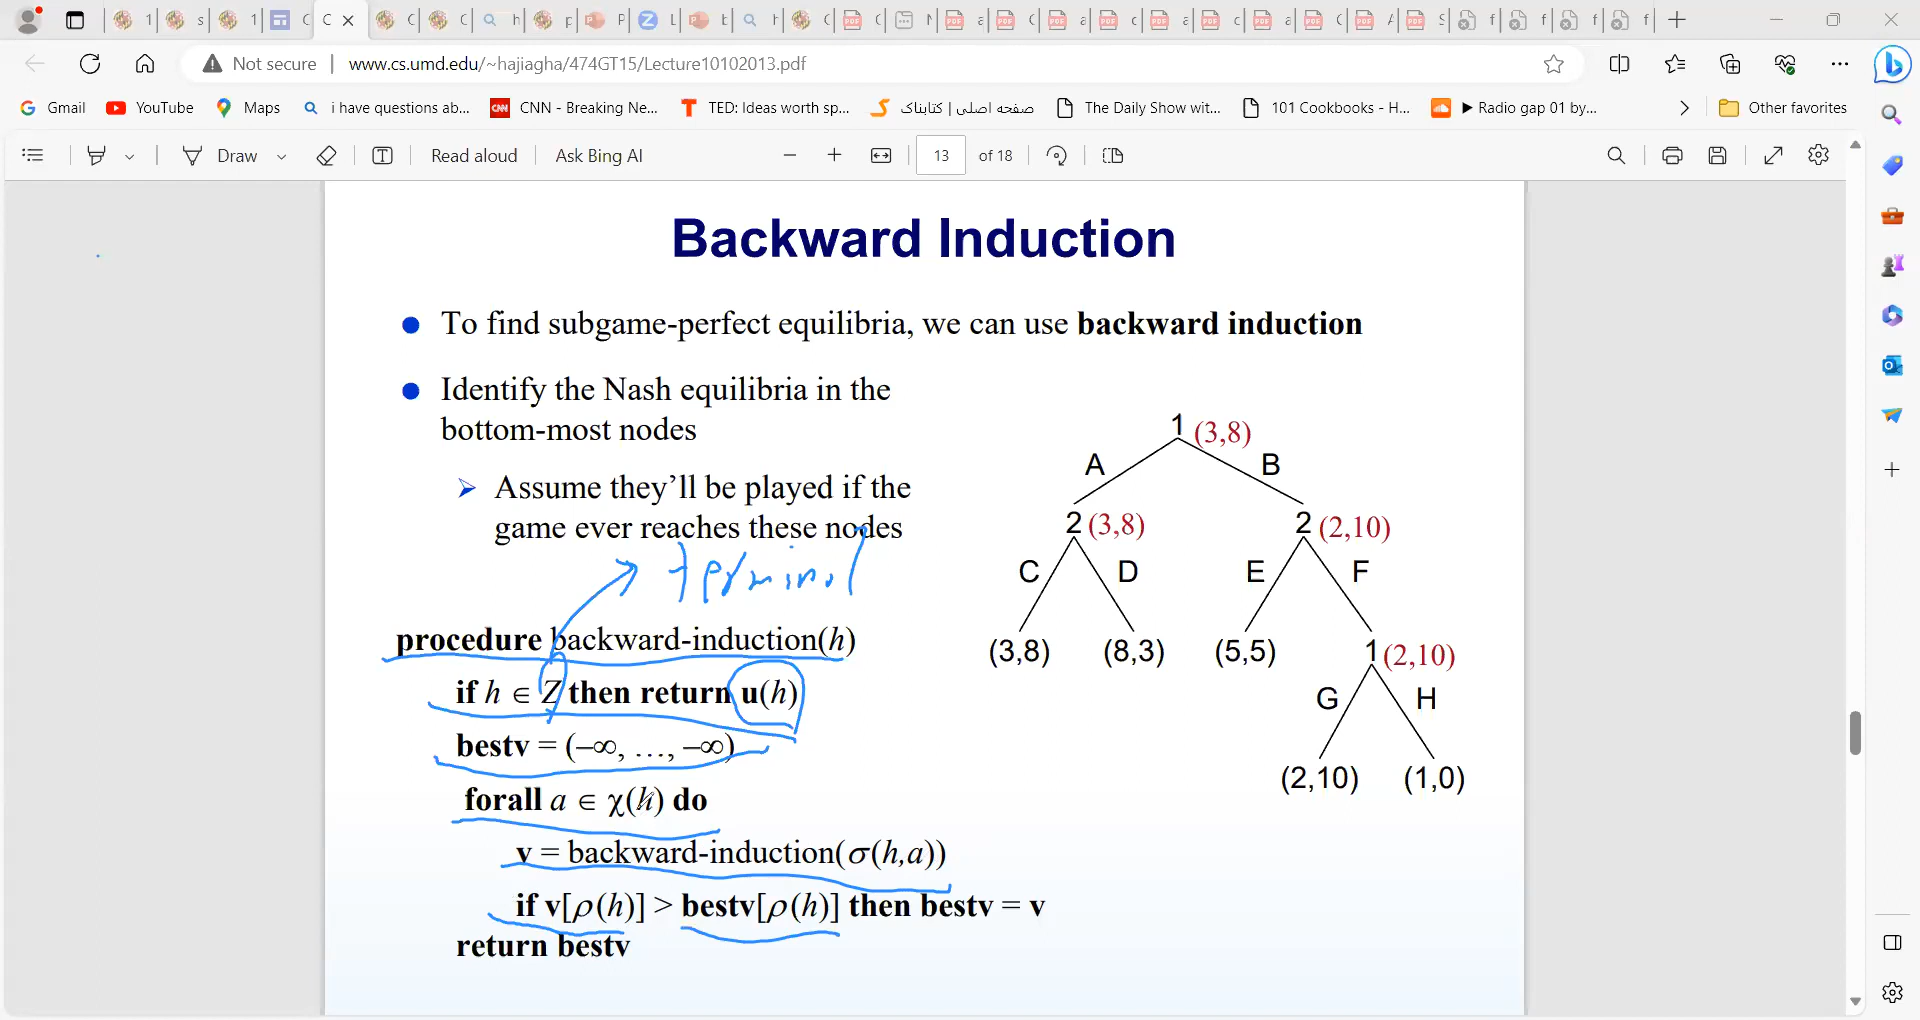 1
s
1
C
C
C
C
h
p
P
L
b
h
C
C
N
a
C
a
c
a
c
a
C
A
S
f
f
f
f
Not secure | www.cs.umd.edu/~hajiagha/474GT15/Lecture10102013.pdf
Gmail
YouTube
Maps
i have questions ab...
CNN - Breaking Ne...
TED: Ideas worth sp...
صفحه اصلی | کتابناک
The Daily Show wit...
101 Cookbooks - H...
▶ Radio gap 01 by...
Other favorites
Draw
Read aloud
Ask Bing AI
13 of 18
Backward Induction
● To find subgame-perfect equilibria, we can use backward induction
● Identify the Nash equilibria in the
bottom-most nodes
➢ Assume they’ll be played if the
game ever reaches these nodes
terminal
procedure backward-induction(h)
if h ∈ Z then return u(h)
bestv = (–∞, …, –∞)
forall a ∈ χ(h) do
v = backward-induction(σ(h,a))
if v[ρ(h)] > bestv[ρ(h)] then bestv = v
return bestv
1 (3,8)
A B
2 (3,8) 2 (2,10)
C D E F
(3,8) (8,3) (5,5) 1 (2,10)
G H
(2,10) (1,0)